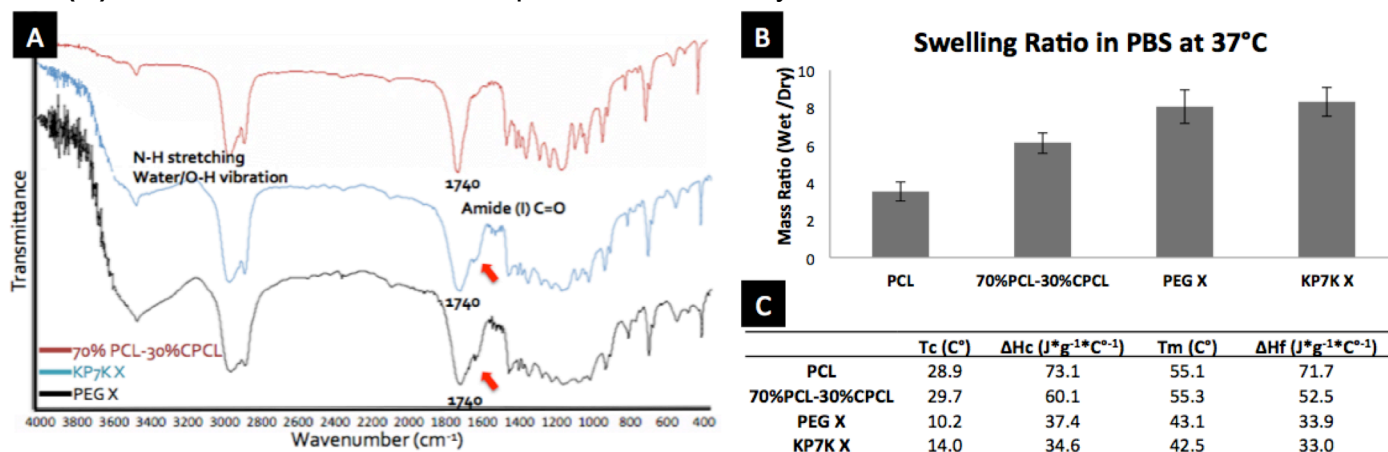 A
N-H stretching
Water/O-H vibration
1740
Amide (I) C=O
1740
1740
70% PCL-30%CPCL
KP7K X
PEG X
Transmittance
4000 3600 3200 2800 2400 2000 1800 1600 1400 1200 1000 800 600 400
Wavenumber (cm⁻¹)
B
Swelling Ratio in PBS at 37°C
Mass Ratio (Wet /Dry)
10
8
6
4
2
0
PCL 70%PCL-30%CPCL PEG X KP7K X
C
Tc (C°) ΔHc (J*g⁻¹*C°⁻¹) Tm (C°) ΔHf (J*g⁻¹*C°⁻¹)
PCL 28.9 73.1 55.1 71.7
70%PCL-30%CPCL 29.7 60.1 55.3 52.5
PEG X 10.2 37.4 43.1 33.9
KP7K X 14.0 34.6 42.5 33.0